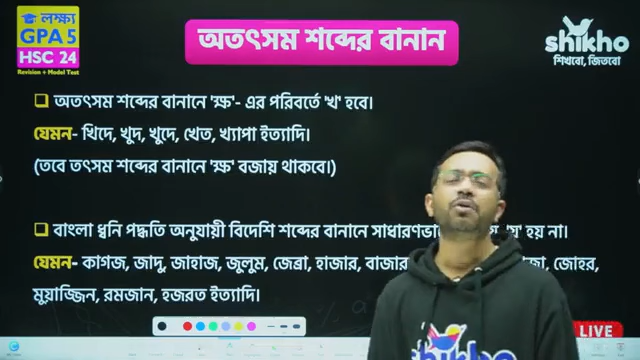 লক্ষ্য
GPA 5
HSC 24
Revision + Model Test
অতৎসম শব্দের বানান
shikho
শিখবো, জিতবো
অতৎসম শব্দের বানানে 'ক্ষ'- এর পরিবর্তে 'খ' হবে।
যেমন- খিদে, খুদ, খুদে, খেত, খ্যাপা ইত্যাদি।
(তবে তৎসম শব্দের বানানে 'ক্ষ' বজায় থাকবে।)
বাংলা ধ্বনি পদ্ধতি অনুযায়ী বিদেশি শব্দের বানানে 'য' হয় না।
যেমন- কাগজ, জাদু, জাহাজ, জুলুম, জেব্রা, হাজার, বাজার জোহর,
মুয়াজ্জিন, রমজান, হজরত ইত্যাদি।
LIVE
shikho